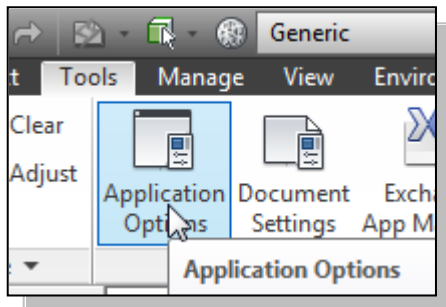 Generic
Tools Manage View
Clear
Adjust
Application Options
Document Settings
App
Application Options